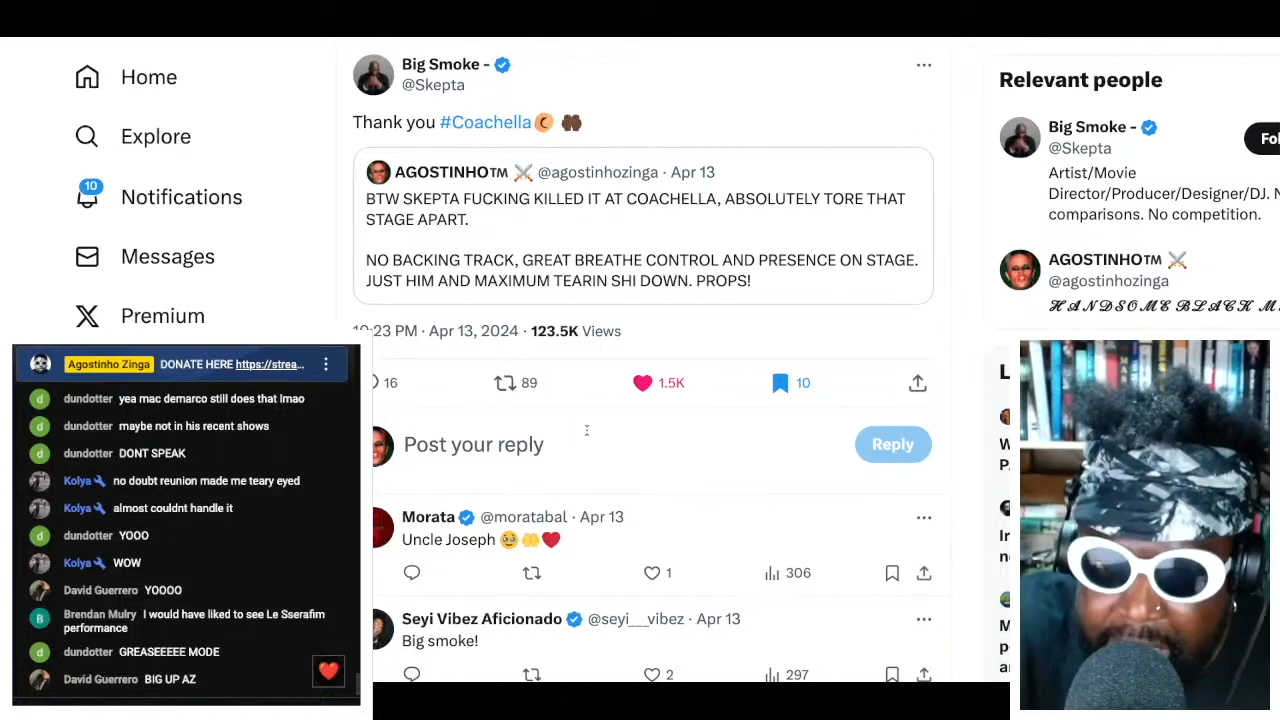 Home
Explore
10
Notifications
Messages
Premium
Big Smoke -
@Skepta
Thank you #Coachella
AGOSTINHO™ @agostinhozinga · Apr 13
BTW SKEPTA FUCKING KILLED IT AT COACHELLA, ABSOLUTELY TORE THAT
STAGE APART.
NO BACKING TRACK, GREAT BREATHE CONTROL AND PRESENCE ON STAGE.
JUST HIM AND MAXIMUM TEARIN SHI DOWN. PROPS!
10:23 PM · Apr 13, 2024 · 123.5K Views
16
89
1.5K
10
Post your reply
Reply
Morata @moratabal · Apr 13
Uncle Joseph
1
306
Seyi Vibez Aficionado @seyi___vibez · Apr 13
Big smoke!
2
297
Relevant people
Big Smoke -
@Skepta
Fo
Artist/Movie
Director/Producer/Designer/DJ. N
comparisons. No competition.
AGOSTINHO™
@agostinhozinga
𝓗𝓐𝓝𝓓𝓢𝓞𝓜𝓔 𝓑𝓛𝓐𝓒𝓚 𝓜
L
W
P
Ir
n
M
p
a
Agostinho Zinga DONATE HERE https://strea...
dundotter yea mac demarco still does that lmao
dundotter maybe not in his recent shows
dundotter DONT SPEAK
Kolya no doubt reunion made me teary eyed
Kolya almost couldnt handle it
dundotter YOOO
Kolya WOW
David Guerrero YOOOO
Brendan Mulry I would have liked to see Le Sserafim
performance
dundotter GREASEEEEE MODE
David Guerrero BIG UP AZ